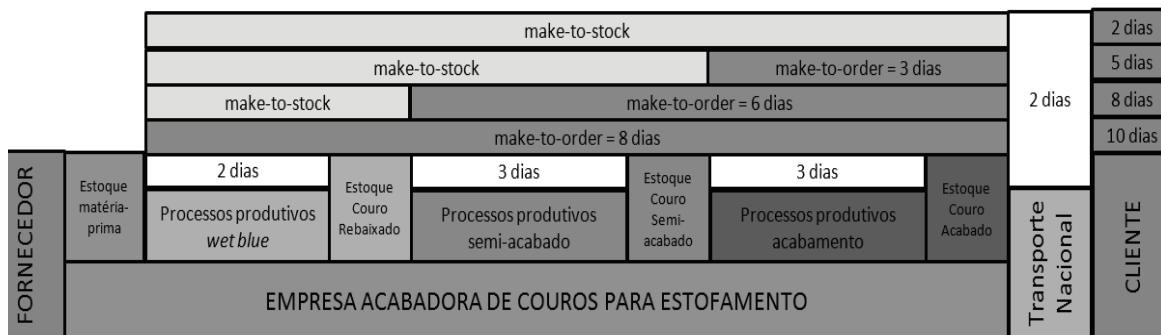 make-to-stock
2 dias
make-to-stock
make-to-order = 3 dias
5 dias
make-to-stock
make-to-order = 6 dias
2 dias
8 dias
make-to-order = 8 dias
10 dias
FORNECEDOR
Estoque
matéria-
prima
2 dias
Processos produtivos
wet blue
Estoque
Couro
Rebaixado
3 dias
Processos produtivos
semi-acabado
Estoque
Couro
Semi-
acabado
3 dias
Processos produtivos
acabamento
Estoque
Couro
Acabado
Transporte
Nacional
CLIENTE
EMPRESA ACABADORA DE COUROS PARA ESTOFAMENTO